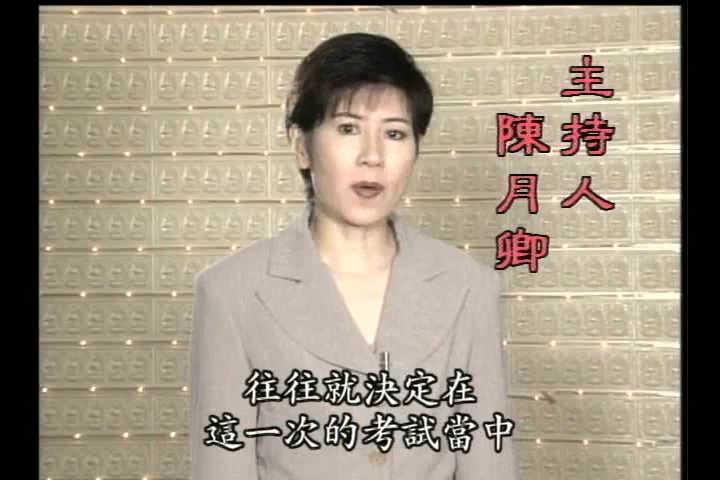 主持人
陳月卿
往往就決定在
這一次的考試當中